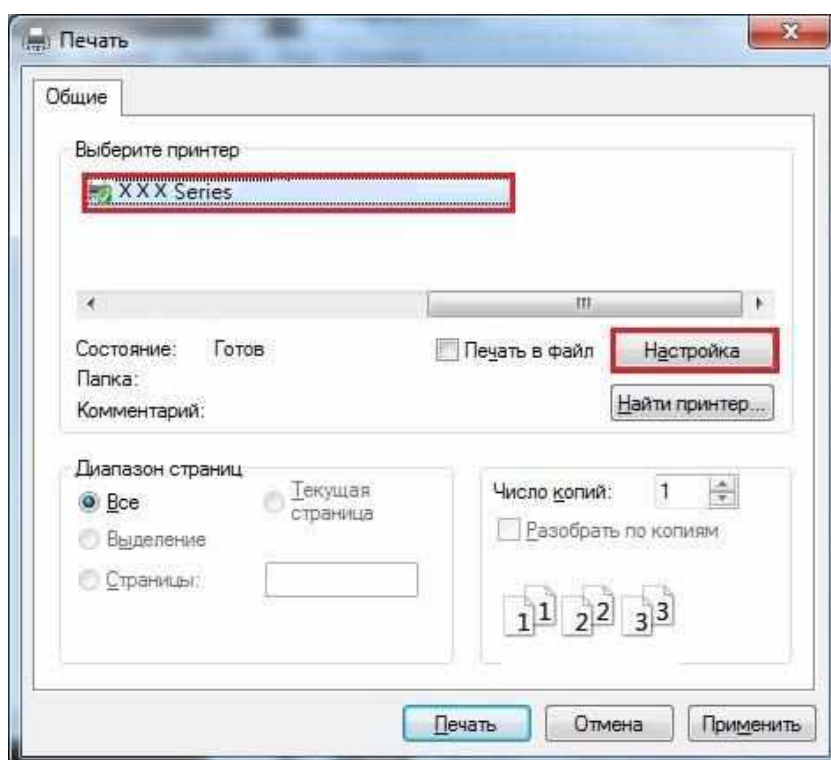 Печать
Общие
Выберите принтер
X X X Series
Состояние: Готов
Печать в файл
Настройка
Папка:
Комментарий:
Найти принтер...
Диапазон страниц
Все
Текущая
страница
Выделение
Страницы:
Число копий: 1
Разобрать по копиям
1 1 2 2 3 3
Печать Отмена Применить